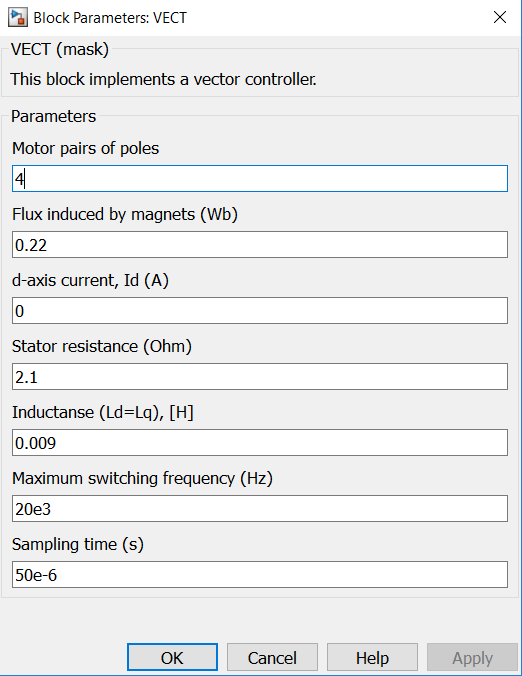 Block Parameters: VECT
VECT (mask)
This block implements a vector controller.
Parameters
Motor pairs of poles
4
Flux induced by magnets (Wb)
0.22
d-axis current, Id (A)
0
Stator resistance (Ohm)
2.1
Inductanse (Ld=Lq), [H]
0.009
Maximum switching frequency (Hz)
20e3
Sampling time (s)
50e-6
OK Cancel Help Apply